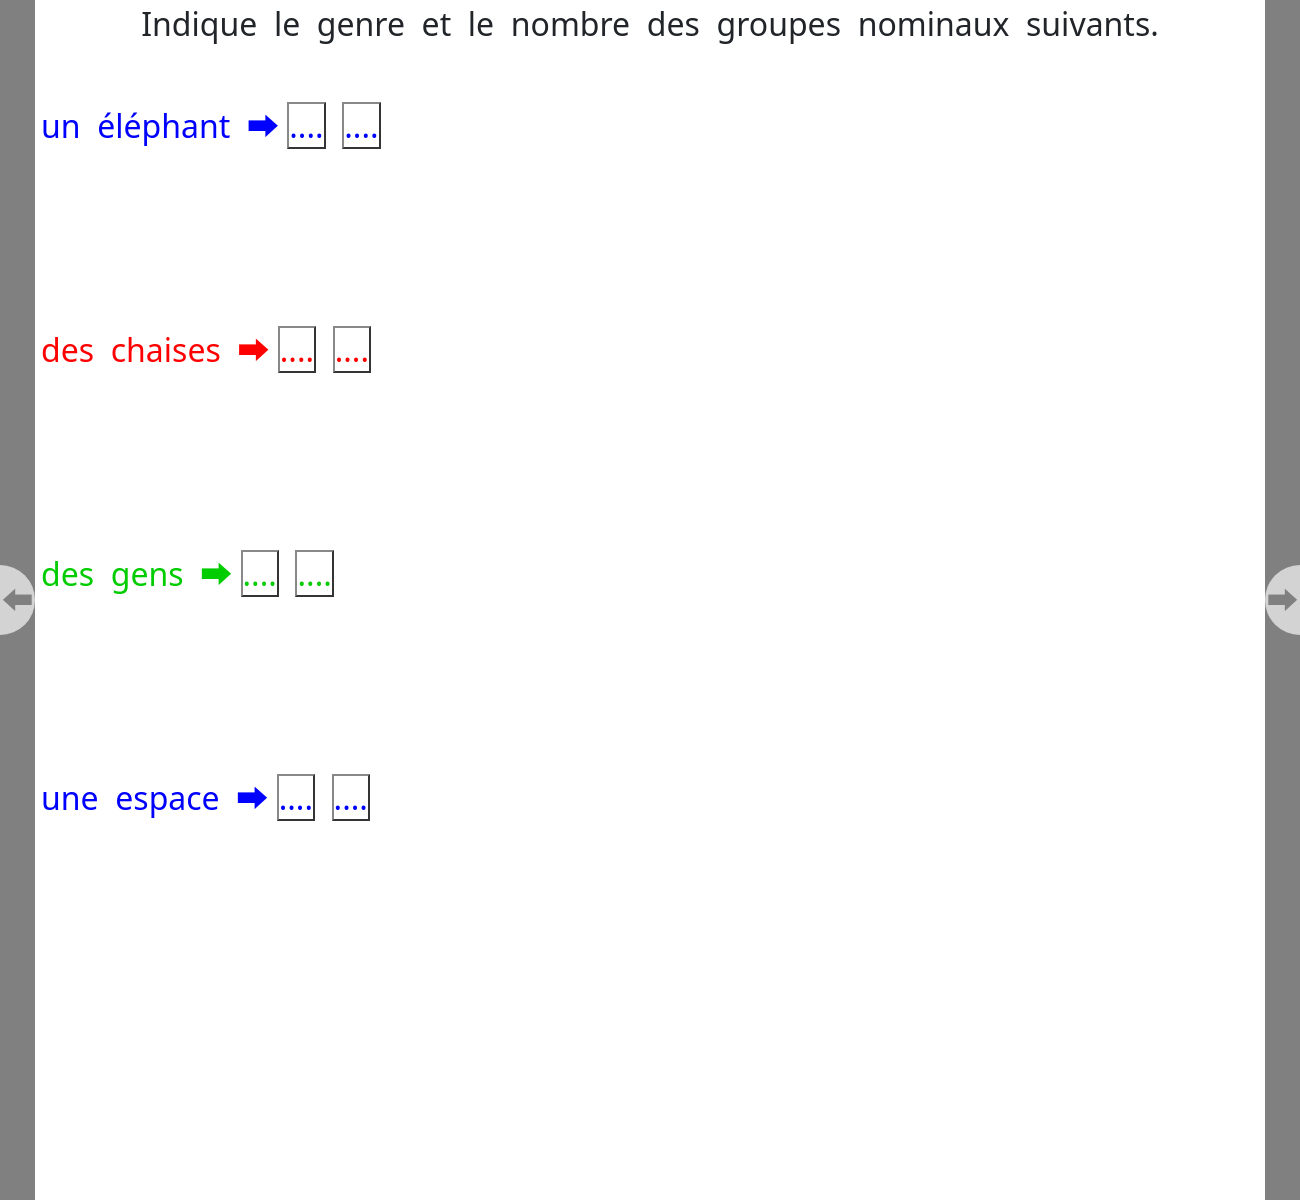 Indique le genre et le nombre des groupes nominaux suivants.
un éléphant ➡ .... ....
des chaises ➡ .... ....
des gens ➡ .... ....
une espace ➡ .... ....